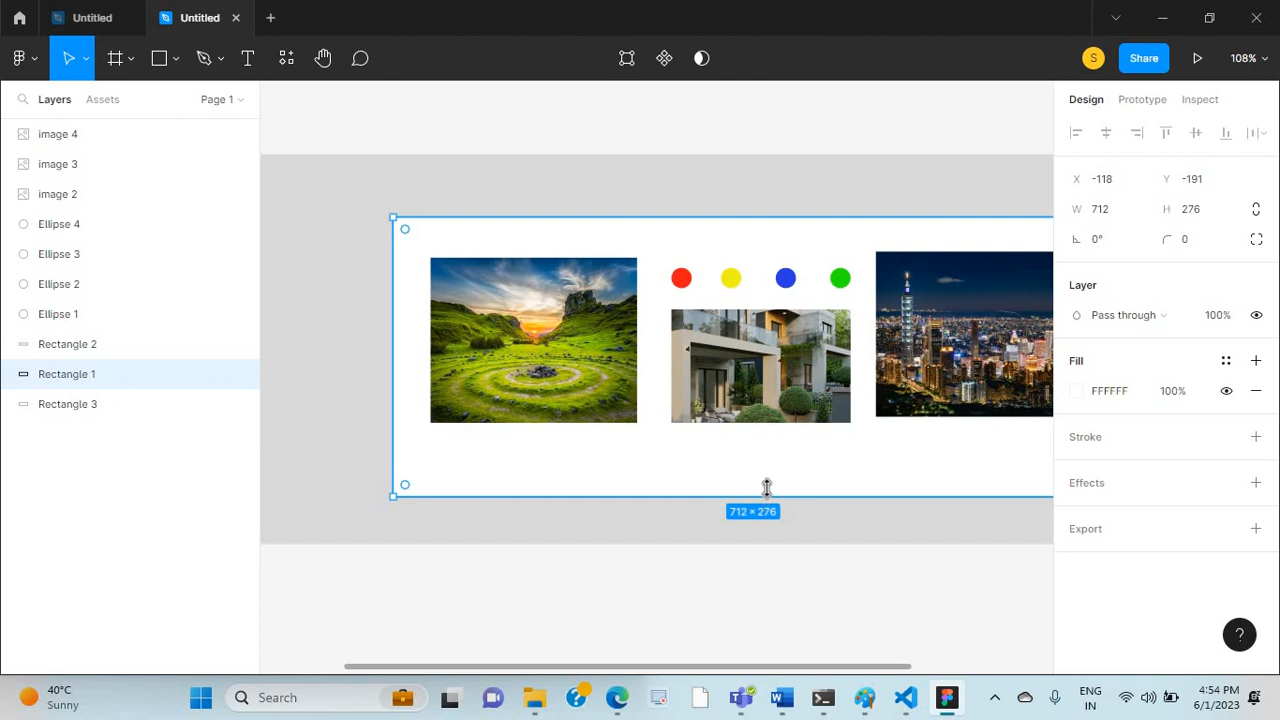 Untitled
Untitled
S
Share
108%
Layers
Assets
Page 1
image 4
image 3
image 2
Ellipse 4
Ellipse 3
Ellipse 2
Ellipse 1
Rectangle 2
Rectangle 1
Rectangle 3
712 × 276
Design
Prototype
Inspect
X -118
Y -191
W 712
H 276
0°
0
Layer
Pass through
100%
Fill
FFFFFF
100%
Stroke
Effects
Export
?
40°C
Sunny
Search
ENG
IN
4:54 PM
6/1/2023